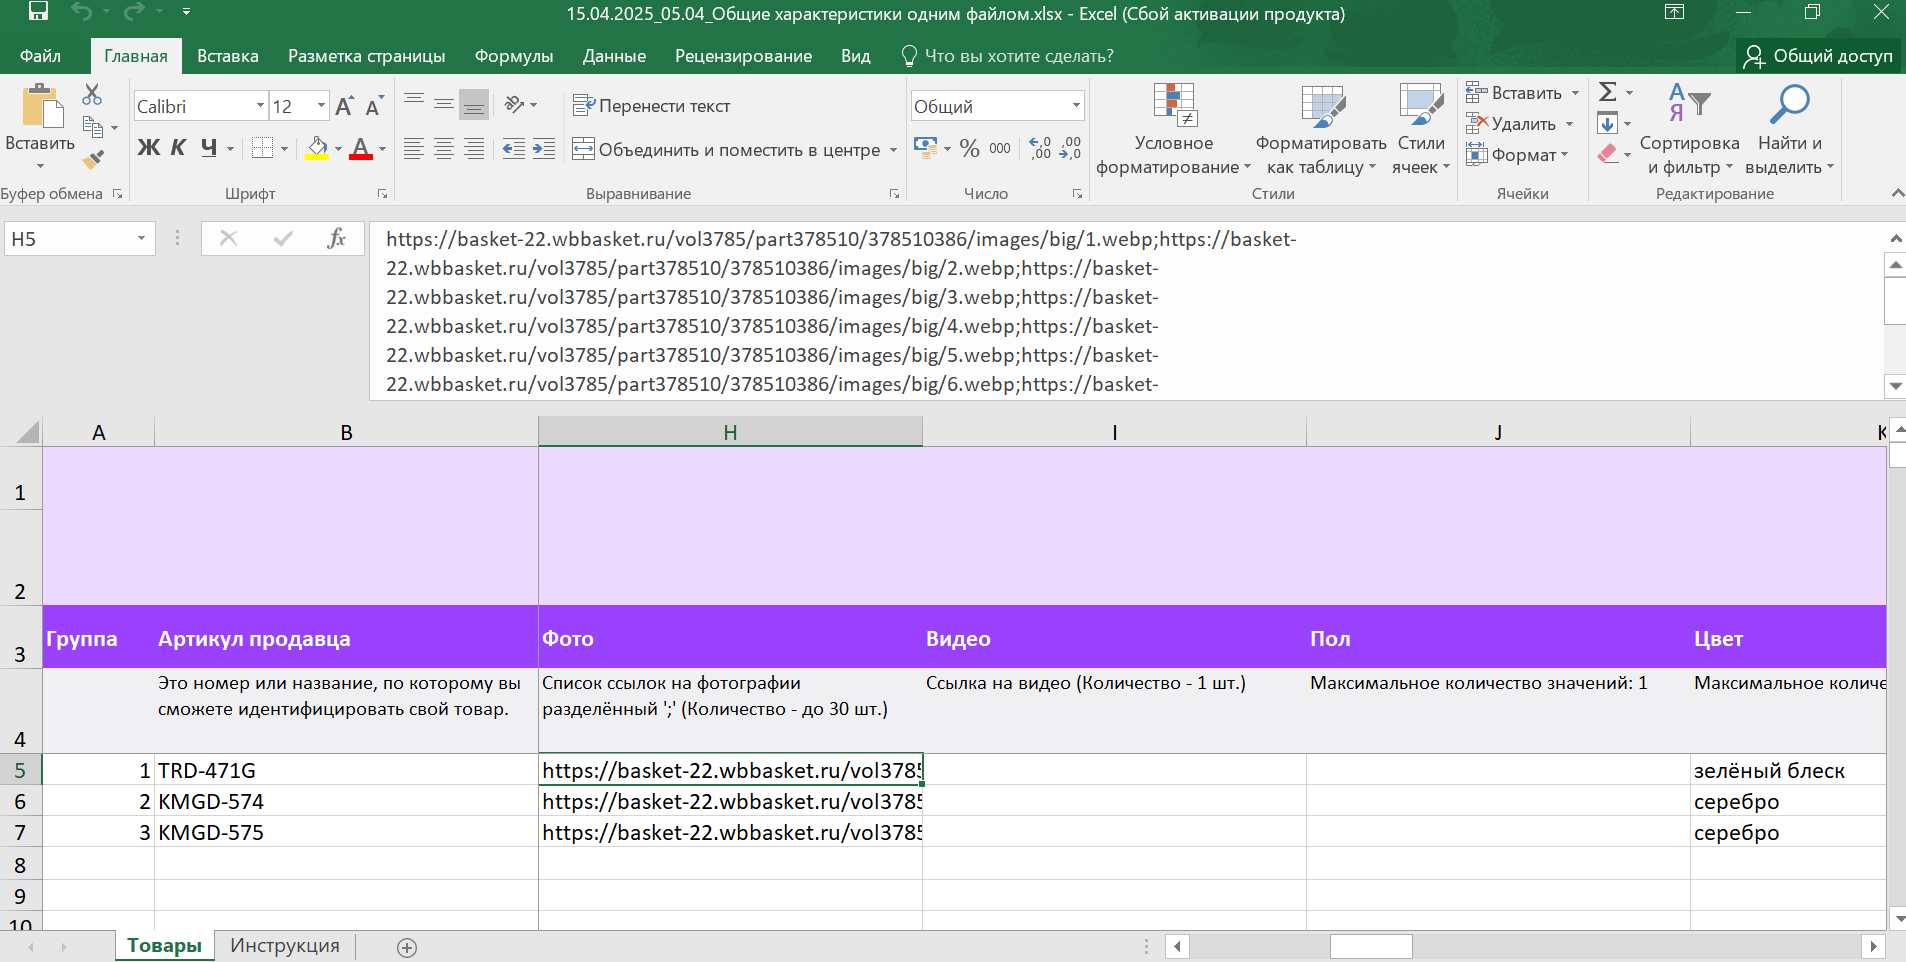 15.04.2025_05.04_Общие характеристики одним файлом.xlsx - Excel (Сбой активации продукта)
Файл Главная Вставка Разметка страницы Формулы Данные Рецензирование Вид Что вы хотите сделать? Общий доступ
Вставить
Буфер обмена
Calibri 12
Ж К Ч
Шрифт
Перенести текст
Объединить и поместить в центре
Выравнивание
Общий
% 000 ,00 ,0
Число
Условное форматирование
Форматировать как таблицу
Стили ячеек
Стили
Вставить
Удалить
Формат
Ячейки
Сортировка и фильтр
Найти и выделить
Редактирование
H5
fx
https://basket-22.wbbasket.ru/vol3785/part378510/378510386/images/big/1.webp;https://basket-
22.wbbasket.ru/vol3785/part378510/378510386/images/big/2.webp;https://basket-
22.wbbasket.ru/vol3785/part378510/378510386/images/big/3.webp;https://basket-
22.wbbasket.ru/vol3785/part378510/378510386/images/big/4.webp;https://basket-
22.wbbasket.ru/vol3785/part378510/378510386/images/big/5.webp;https://basket-
22.wbbasket.ru/vol3785/part378510/378510386/images/big/6.webp;https://basket-
A B H I J K
1
2
3 Группа Артикул продавца Фото Видео Пол Цвет
Это номер или название, по которому вы сможете идентифицировать свой товар.
Список ссылок на фотографии разделённый ';' (Количество - до 30 шт.)
Ссылка на видео (Количество - 1 шт.)
Максимальное количество значений: 1
Максимальное количе
4
5 1 TRD-471G https://basket-22.wbbasket.ru/vol3785 зелёный блеск
6 2 KMGD-574 https://basket-22.wbbasket.ru/vol3785 серебро
7 3 KMGD-575 https://basket-22.wbbasket.ru/vol3785 серебро
8
9
10
Товары Инструкция